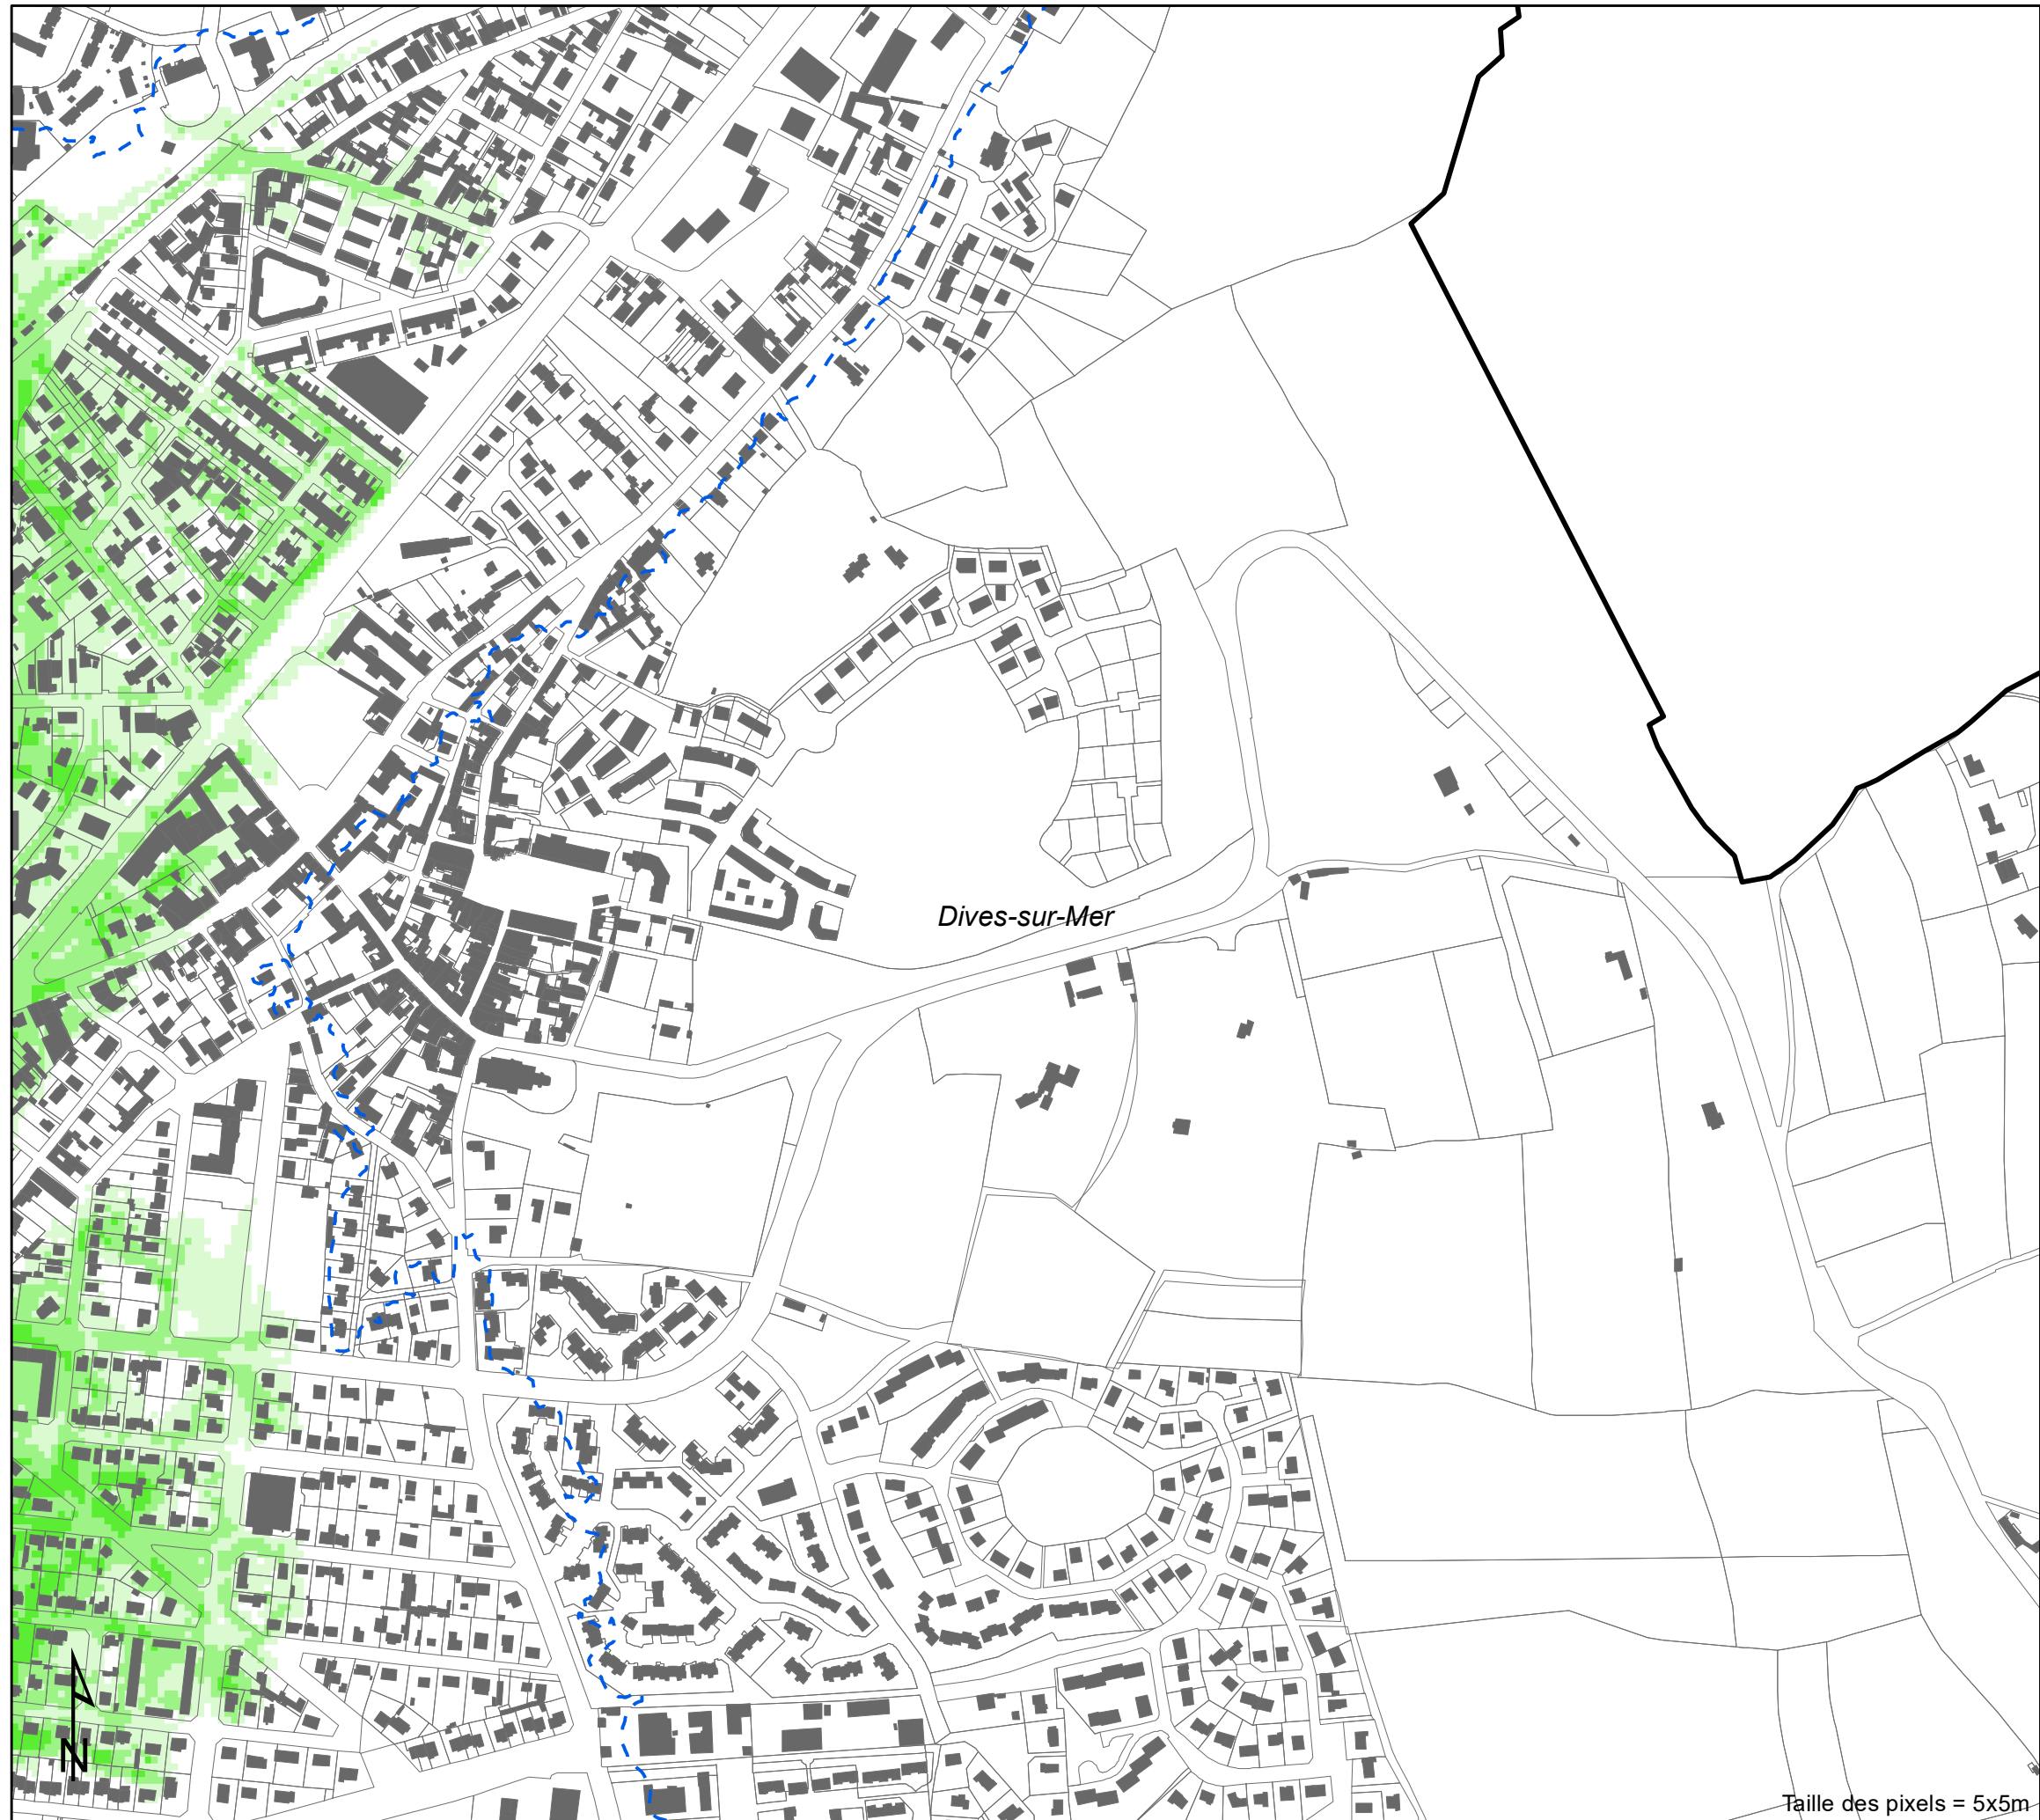 Dives-sur-Mer
N
Taille des pixels = 5x5m